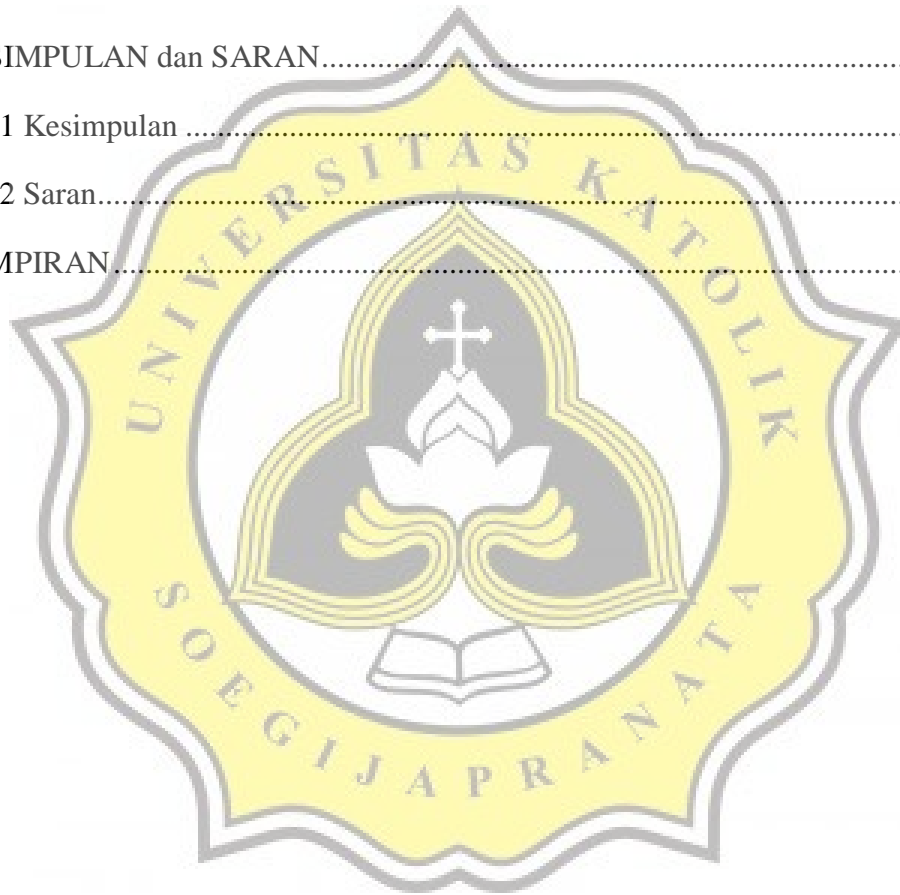 SIMPULAN dan SARAN
1 Kesimpulan
2 Saran
MPIRAN
UNIVERSITAS KATOLIK
SOEGIJAPRANATA